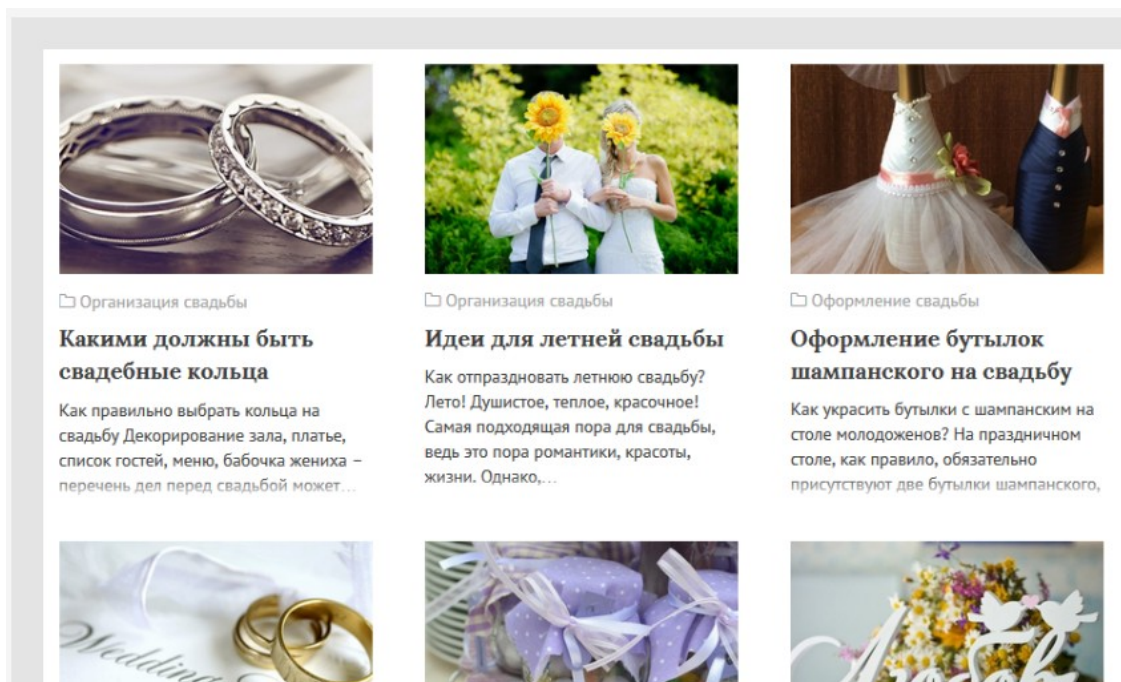 Организация свадьбы
Какими должны быть
свадебные кольца
Как правильно выбрать кольца на
свадьбу Декорирование зала, платье,
список гостей, меню, бабочка жениха –
перечень дел перед свадьбой может...
Организация свадьбы
Идеи для летней свадьбы
Как отпраздновать летнюю свадьбу?
Лето! Душистое, теплое, красочное!
Самая подходящая пора для свадьбы,
ведь это пора романтики, красоты,
жизни. Однако,...
Оформление свадьбы
Оформление бутылок
шампанского на свадьбу
Как украсить бутылки с шампанским на
столе молодоженов? На праздничном
столе, как правило, обязательно
присутствуют две бутылки шампанского,
Wedding
Любовь